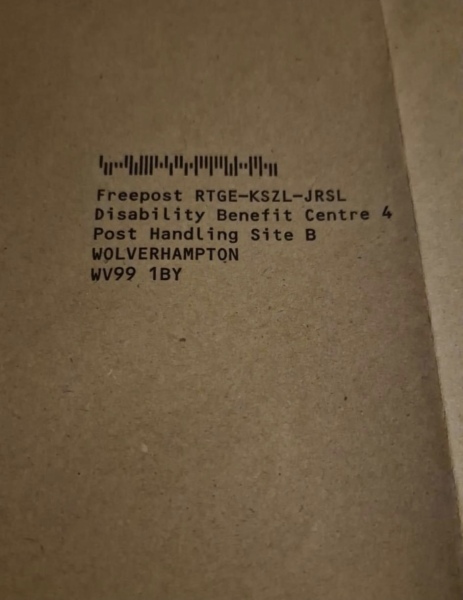 Freepost RTGE-KSZL-JRSL
Disability Benefit Centre 4
Post Handling Site B
WOLVERHAMPTON
WV99 1BY